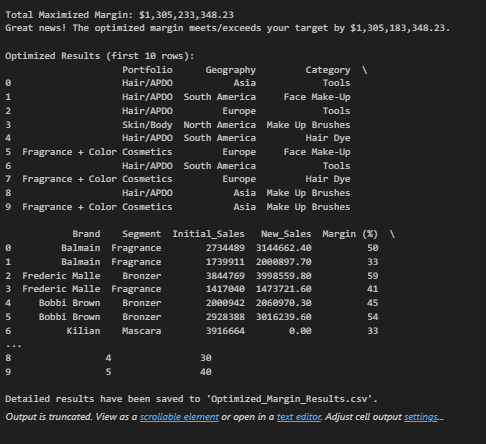 Total Maximized Margin: $1,305,233,348.23
Great news! The optimized margin meets/exceeds your target by $1,305,183,348.23.
Optimized Results (first 10 rows):
Portfolio Geography Category \
0 Hair/APDO Asia Tools
1 Hair/APDO South America Face Make-Up
2 Hair/APDO Europe Tools
3 Skin/Body North America Make Up Brushes
4 Hair/APDO South America Hair Dye
5 Fragrance + Color Cosmetics Europe Face Make-Up
6 Hair/APDO South America Tools
7 Fragrance + Color Cosmetics Europe Hair Dye
8 Hair/APDO Asia Make Up Brushes
9 Fragrance + Color Cosmetics Asia Make Up Brushes
Brand Segment Initial_Sales New_Sales Margin (%) \
0 Balmain Fragrance 2734489 3144662.40 50
1 Balmain Fragrance 1739911 2000897.70 33
2 Frederic Malle Bronzer 3844769 3998559.80 59
3 Frederic Malle Fragrance 1417040 1473721.60 41
4 Bobbi Brown Bronzer 2000942 2060970.30 45
5 Bobbi Brown Bronzer 2928388 3016239.60 54
6 Kilian Mascara 3916664 0.00 33
...
8 4 30
9 5 40
Detailed results have been saved to 'Optimized_Margin_Results.csv'.
Output is truncated. View as a scrollable element or open in a text editor. Adjust cell output settings...